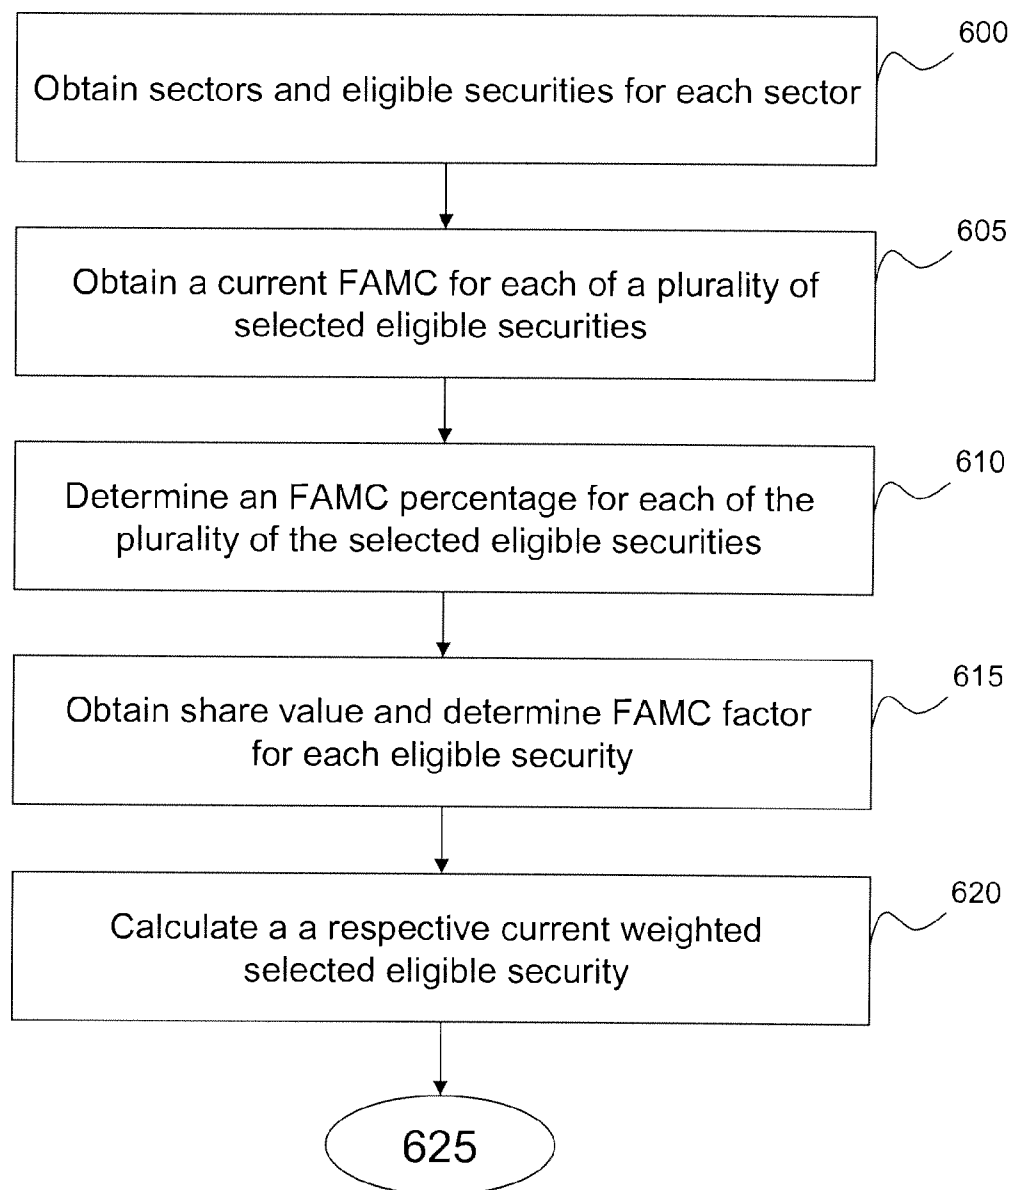 600
Obtain sectors and eligible securities for each sector
605
Obtain a current FAMC for each of a plurality of
selected eligible securities
610
Determine an FAMC percentage for each of the
plurality of the selected eligible securities
615
Obtain share value and determine FAMC factor
for each eligible security
620
Calculate a a respective current weighted
selected eligible security
625